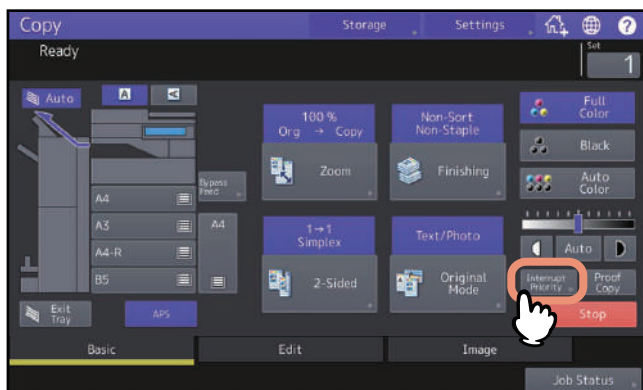 Copy
Storage
Settings
?
Ready
Set
1
Auto
A
A
100 %
Org → Copy
Zoom
Non-Sort
Non-Staple
Finishing
Full
Color
Black
Auto
Color
Bypass
Feed
A4
A3
A4-R
B5
A4
1→1
Simplex
2-Sided
Text/Photo
Original
Mode
Auto
Interrupt
Priority
Proof
Copy
Stop
Exit
Tray
APS
Basic
Edit
Image
Job Status